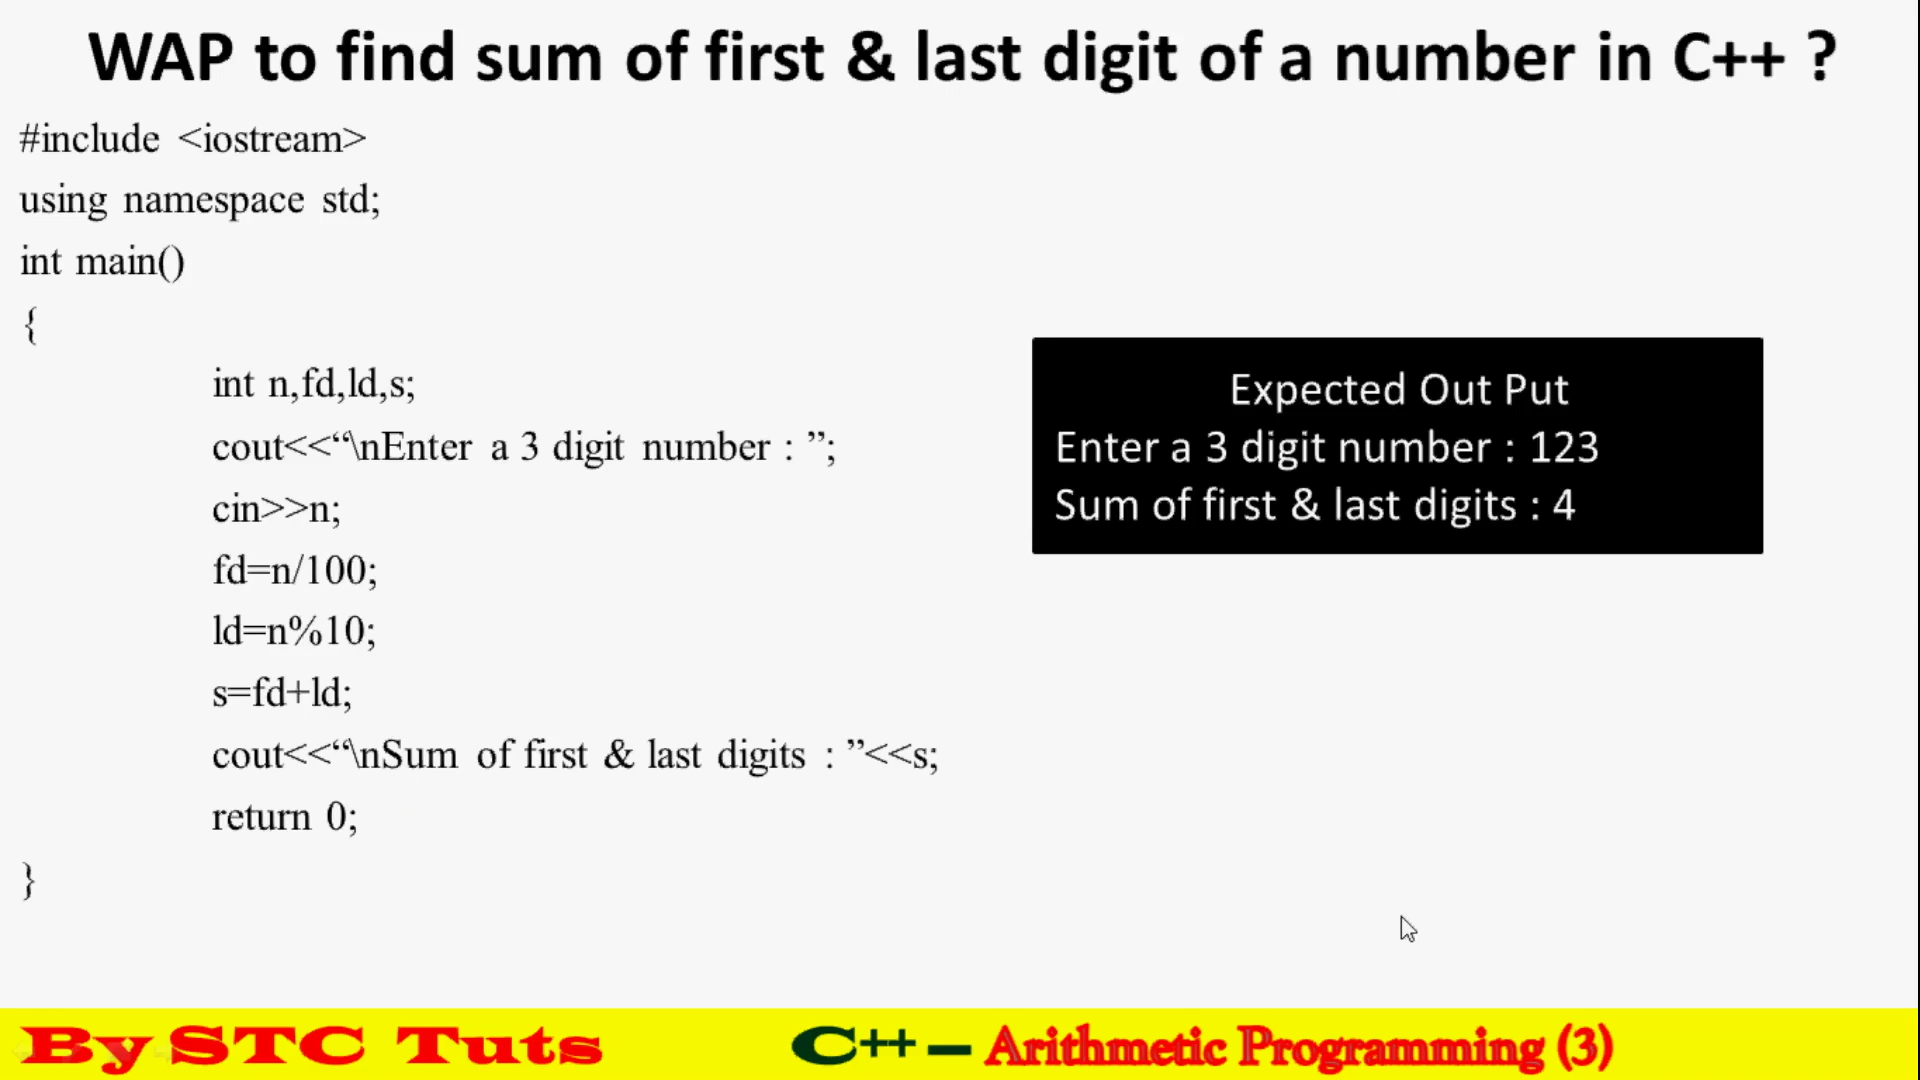 WAP to find sum of first & last digit of a number in C++ ?
#include <iostream>
using namespace std;
int main()
{
int n,fd,ld,s;
cout<<“\nEnter a 3 digit number : ”;
cin>>n;
fd=n/100;
ld=n%10;
s=fd+ld;
cout<<“\nSum of first & last digits : ”<<s;
return 0;
}
Expected Out Put
Enter a 3 digit number : 123
Sum of first & last digits : 4
By STC Tuts
C++ – Arithmetic Programming (3)